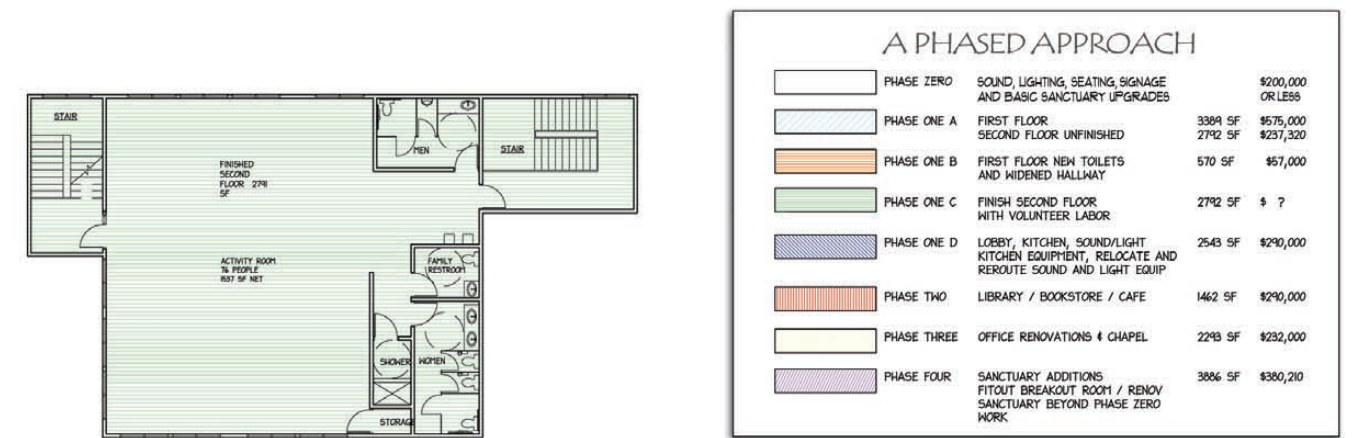 STAIR
FINISHED
SECOND
FLOOR 2791
SF
MEN
STAIR
ACTIVITY ROOM
76 PEOPLE
1537 SF NET
FAMILY
RESTROOM
SHOWER
WOMEN
STORAGE
A PHASED APPROACH
PHASE ZERO SOUND, LIGHTING, SEATING, SIGNAGE $200,000
AND BASIC SANCTUARY UPGRADES OR LESS
PHASE ONE A FIRST FLOOR 3389 SF $575,000
SECOND FLOOR UNFINISHED 2792 SF $237,320
PHASE ONE B FIRST FLOOR NEW TOILETS 570 SF $57,000
AND WIDENED HALLWAY
PHASE ONE C FINISH SECOND FLOOR 2792 SF $ ?
WITH VOLUNTEER LABOR
PHASE ONE D LOBBY, KITCHEN, SOUND/LIGHT 2543 SF $290,000
KITCHEN EQUIPMENT, RELOCATE AND
REROUTE SOUND AND LIGHT EQUIP
PHASE TWO LIBRARY / BOOKSTORE / CAFE 1462 SF $290,000
PHASE THREE OFFICE RENOVATIONS & CHAPEL 2293 SF $232,000
PHASE FOUR SANCTUARY ADDITIONS 3886 SF $380,210
FITOUT BREAKOUT ROOM / RENOV
SANCTUARY BEYOND PHASE ZERO
WORK